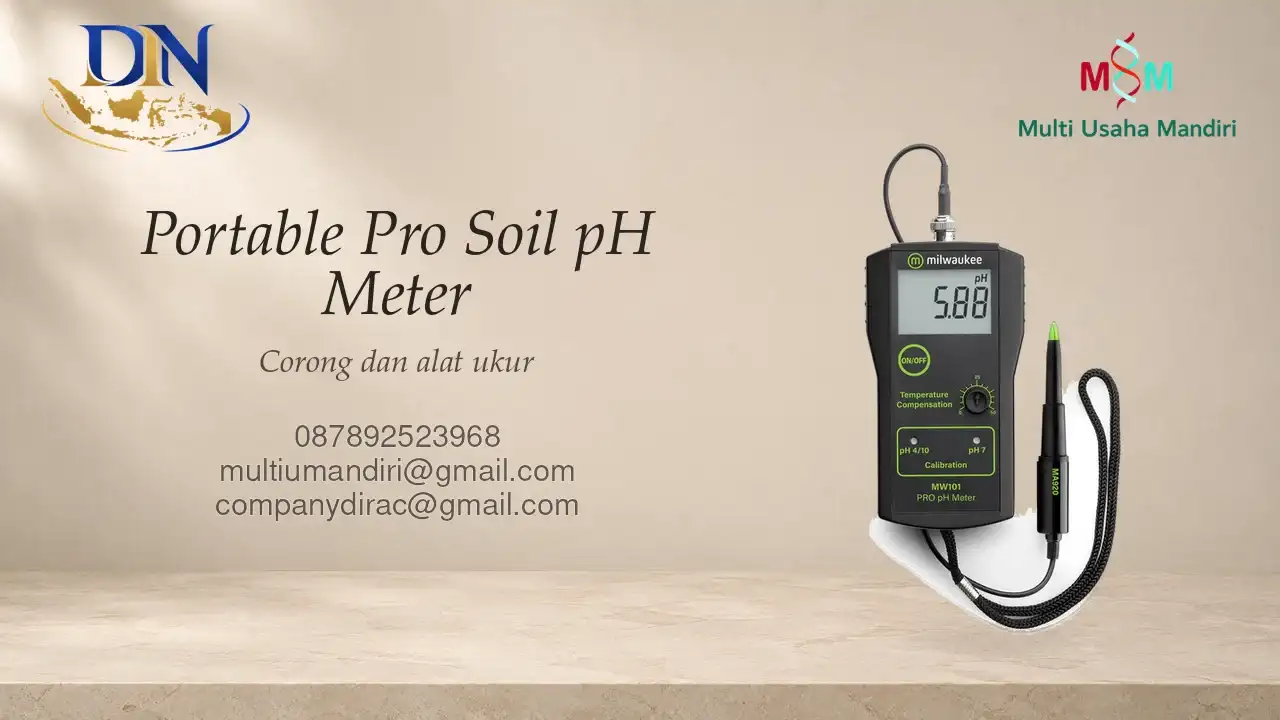 DN
M M
Multi Usaha Mandiri
Portable Pro Soil pH
Meter
Corong dan alat ukur
087892523968
multiumandiri@gmail.com
companydirac@gmail.com
m milwaukee
pH
5.88
ON/OFF
Temperature
Compensation
pH 4/10 pH 7
Calibration
MW101
PRO pH Meter
MA920